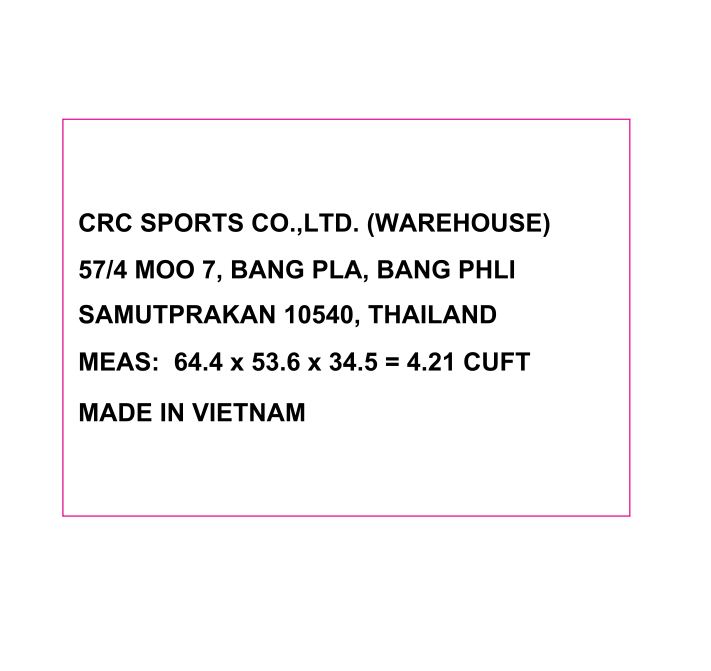 CRC SPORTS CO.,LTD. (WAREHOUSE)
57/4 MOO 7, BANG PLA, BANG PHLI
SAMUTPRAKAN 10540, THAILAND
MEAS:  64.4 x 53.6 x 34.5 = 4.21 CUFT
MADE IN VIETNAM